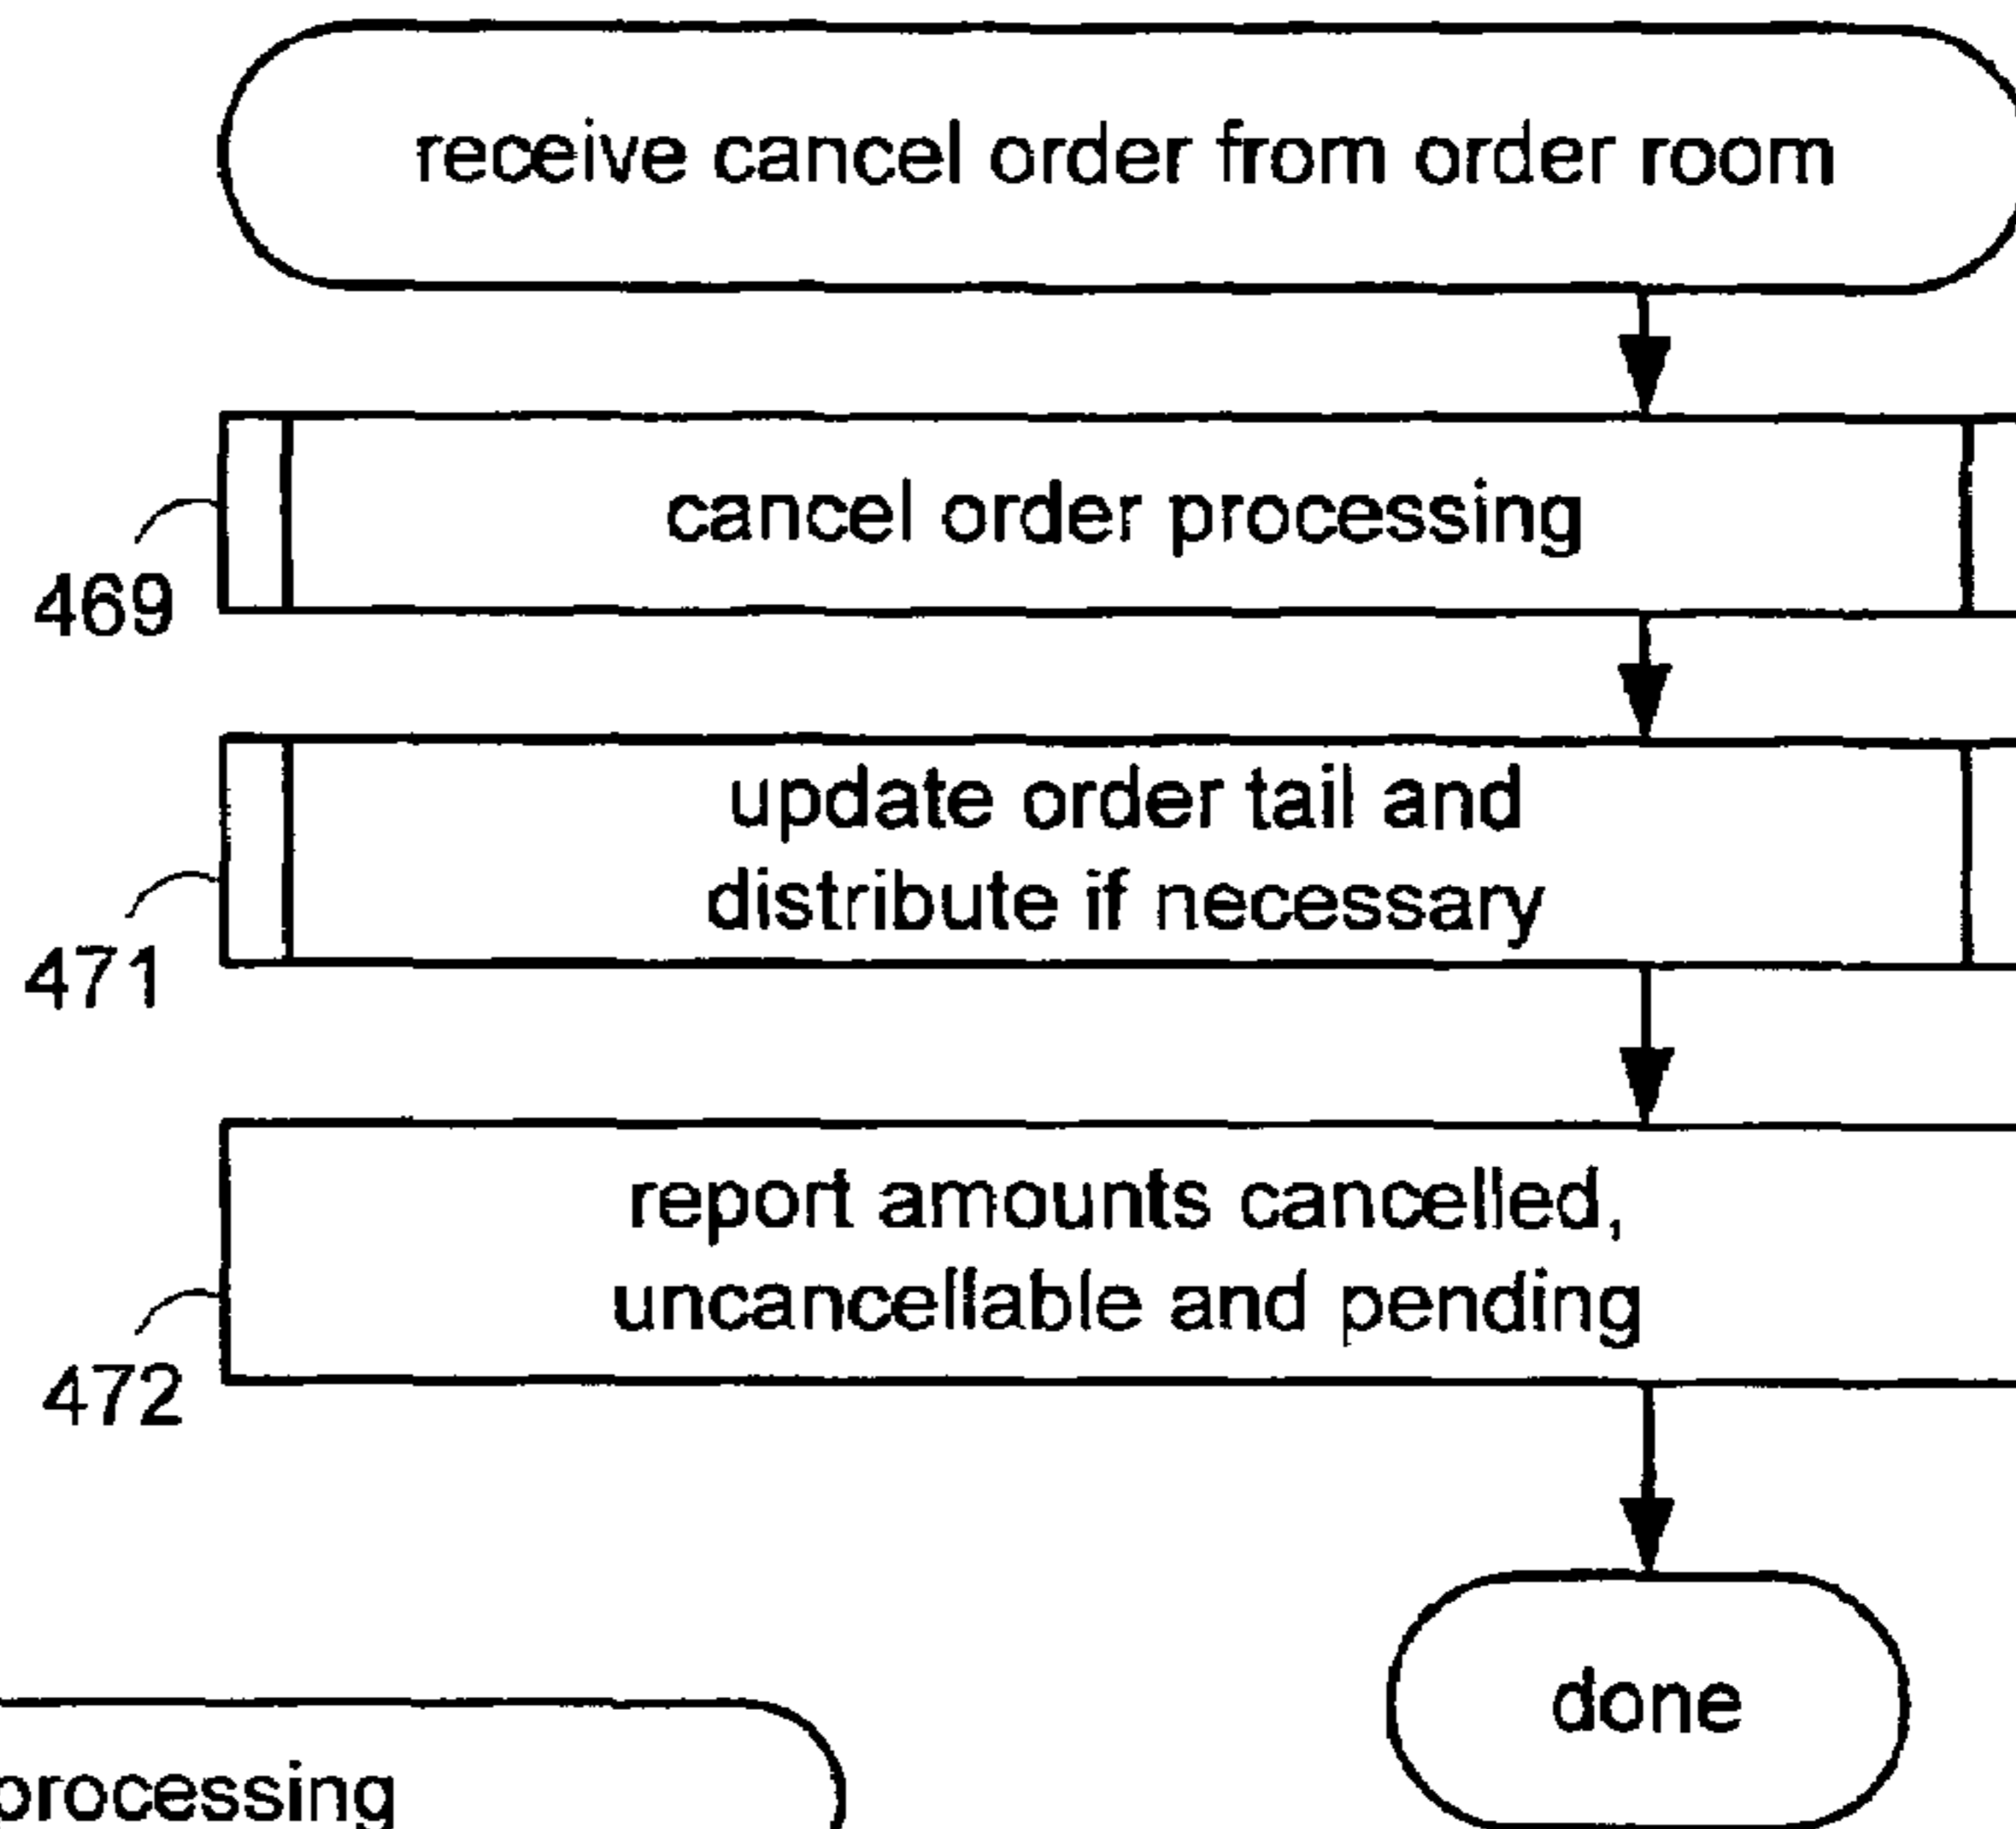 receive cancel order from order room
cancel order processing
469
update order tail and
distribute if necessary
471
report amounts cancelled,
uncancellable and pending
472
done
processing